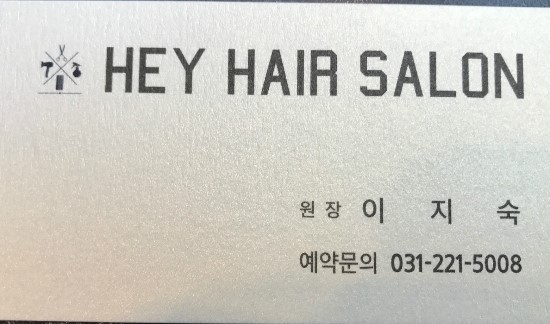 HEY HAIR SALON
원장 이 지 숙
예약문의 031-221-5008